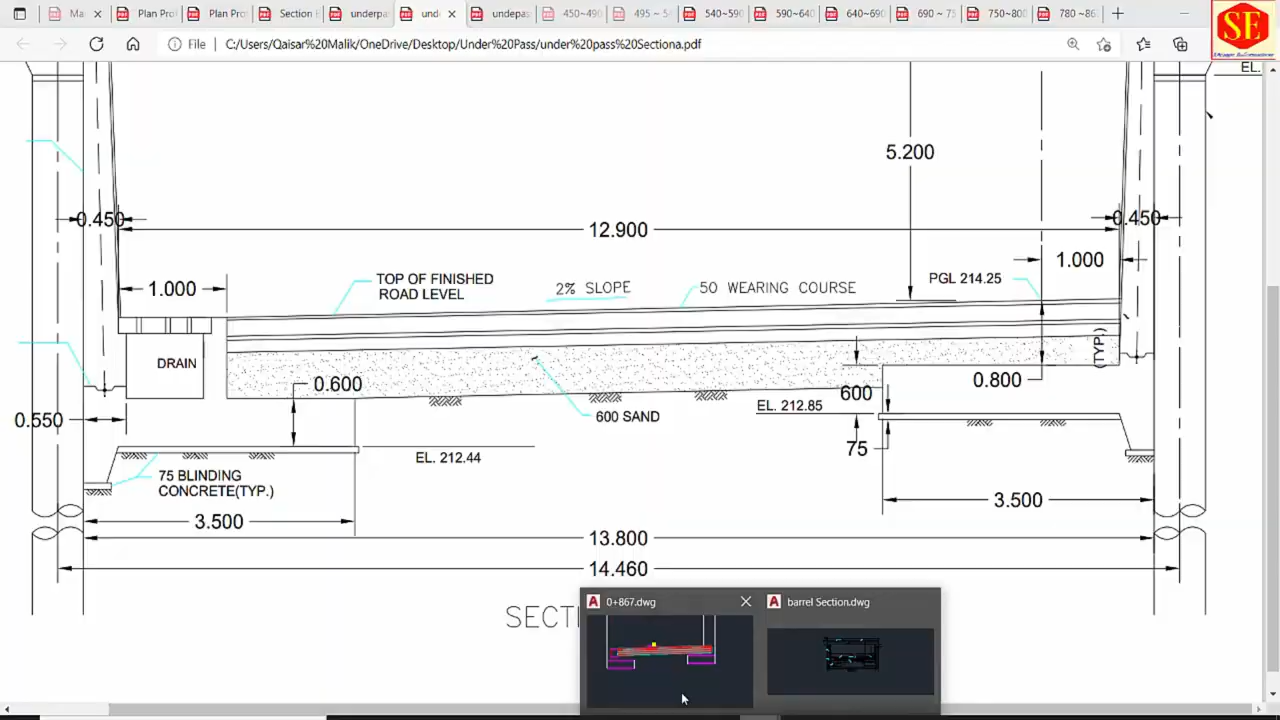 Ma
Plan Pro
Plan Pro
Section E
underpas
und
underpas
450~490
495 ~ 5
540~590
590~640
640~690
690 ~ 75
750~800
780 ~ 86
SE
File
C:/Users/Qaisar%20Malik/OneDrive/Desktop/Under%20Pass/under%20pass%20Sectiona.pdf
EL.
5.200
0.450
12.900
0.450
1.000
TOP OF FINISHED
ROAD LEVEL
2% SLOPE
50 WEARING COURSE
PGL 214.25
1.000
DRAIN
(TYP.)
0.600
0.800
600
0.550
600 SAND
EL. 212.85
75
EL. 212.44
75 BLINDING
CONCRETE(TYP.)
3.500
3.500
13.800
14.460
SECTI
0+867.dwg
barrel Section.dwg